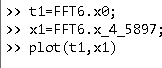 >> t1=FFT6.x0;
>> x1=FFT6.x_4_5897;
>> plot(t1,x1)